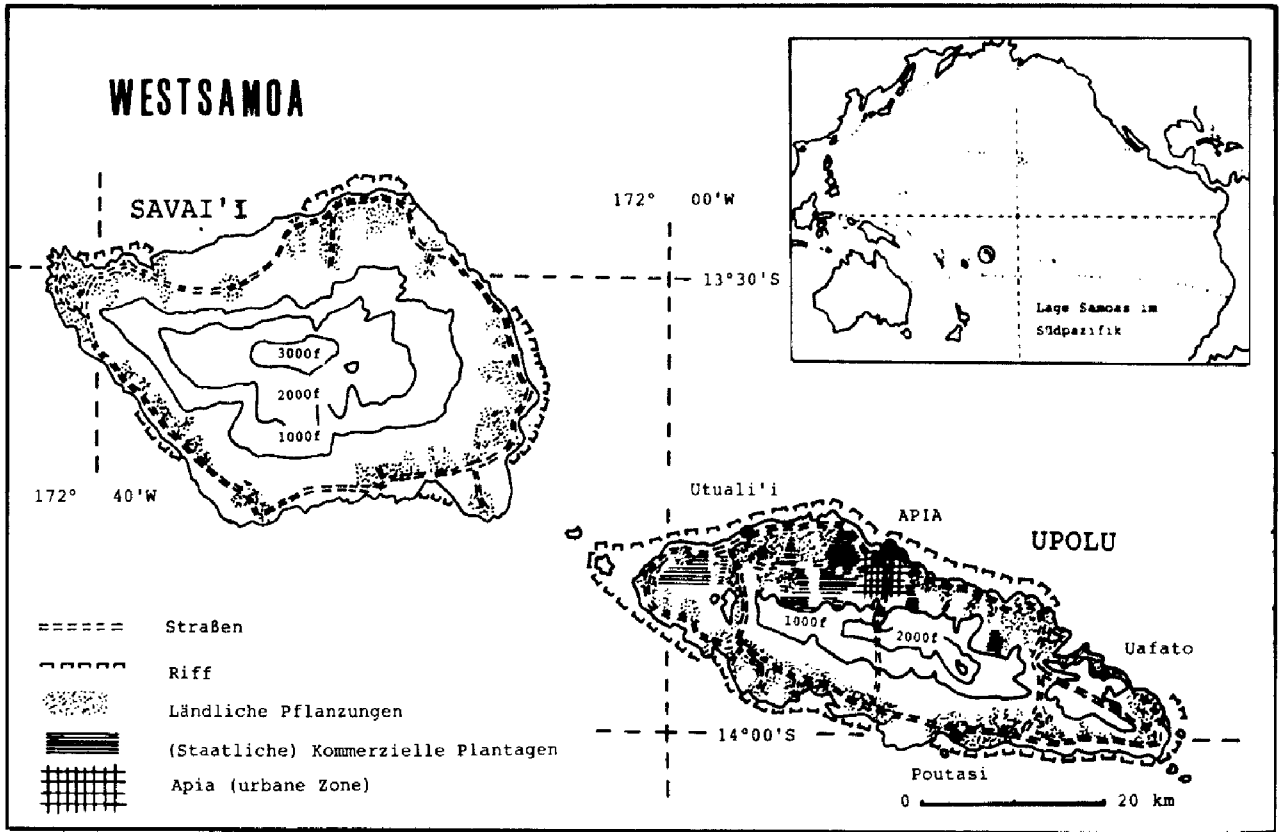 WESTSAMOA
SAVAI'I
172° 00'W
13°30'S
Lage Samoas im
Südpazifik
3000f
2000f
1000f
172° 40'W
Utuali'i
APIA
UPOLU
1000f
2000f
Uafato
14°00'S
Poutasi
0 20 km
Straßen
Riff
Ländliche Pflanzungen
(Staatliche) Kommerzielle Plantagen
Apia (urbane Zone)